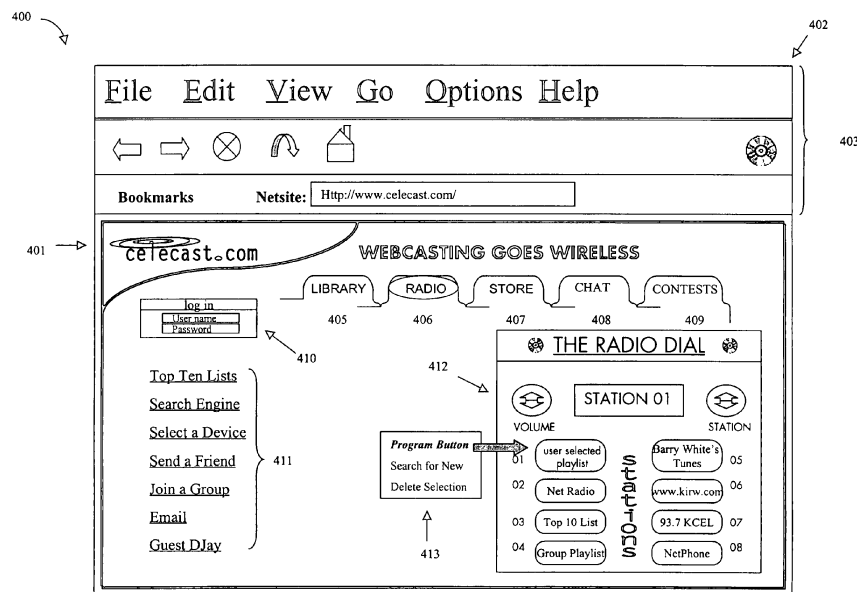 400
402
File Edit View Go Options Help
403
Bookmarks Netsite: Http://www.celecast.com/
401
celecast.com
WEBCASTING GOES WIRELESS
LIBRARY RADIO STORE CHAT CONTESTS
405 406 407 408 409
log in
User name
Password
410
THE RADIO DIAL
412
STATION 01
VOLUME STATION
Top Ten Lists
Search Engine
Select a Device
Send a Friend
Join a Group
Email
Guest DJay
411
Program Button
Search for New
Delete Selection
413
01 user selected playlist
02 Net Radio
03 Top 10 List
04 Group Playlist
Stations
Barry White's Tunes 05
www.kirw.com 06
93.7 KCEL 07
NetPhone 08